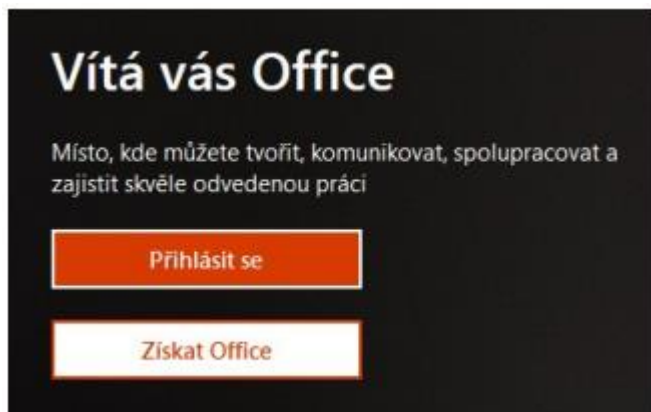 Vítá vás Office
Místo, kde můžete tvořit, komunikovat, spolupracovat a
zajistit skvěle odvedenou práci
Přihlásit se
Získat Office